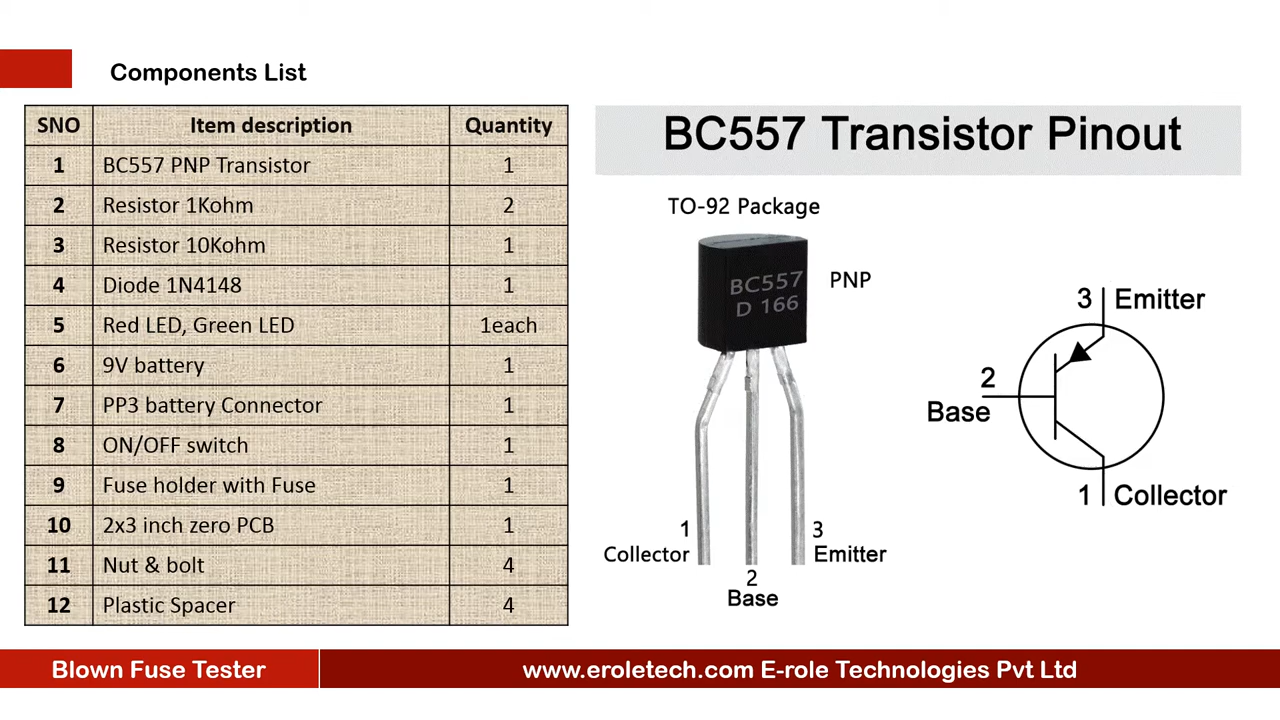 Components List
SNO Item description Quantity
1 BC557 PNP Transistor 1
2 Resistor 1Kohm 2
3 Resistor 10Kohm 1
4 Diode 1N4148 1
5 Red LED, Green LED 1each
6 9V battery 1
7 PP3 battery Connector 1
8 ON/OFF switch 1
9 Fuse holder with Fuse 1
10 2x3 inch zero PCB 1
11 Nut & bolt 4
12 Plastic Spacer 4
BC557 Transistor Pinout
TO-92 Package
BC557
D 166
PNP
1
Collector
2
Base
3
Emitter
3 Emitter
2
Base
1 Collector
Blown Fuse Tester
www.eroletech.com E-role Technologies Pvt Ltd